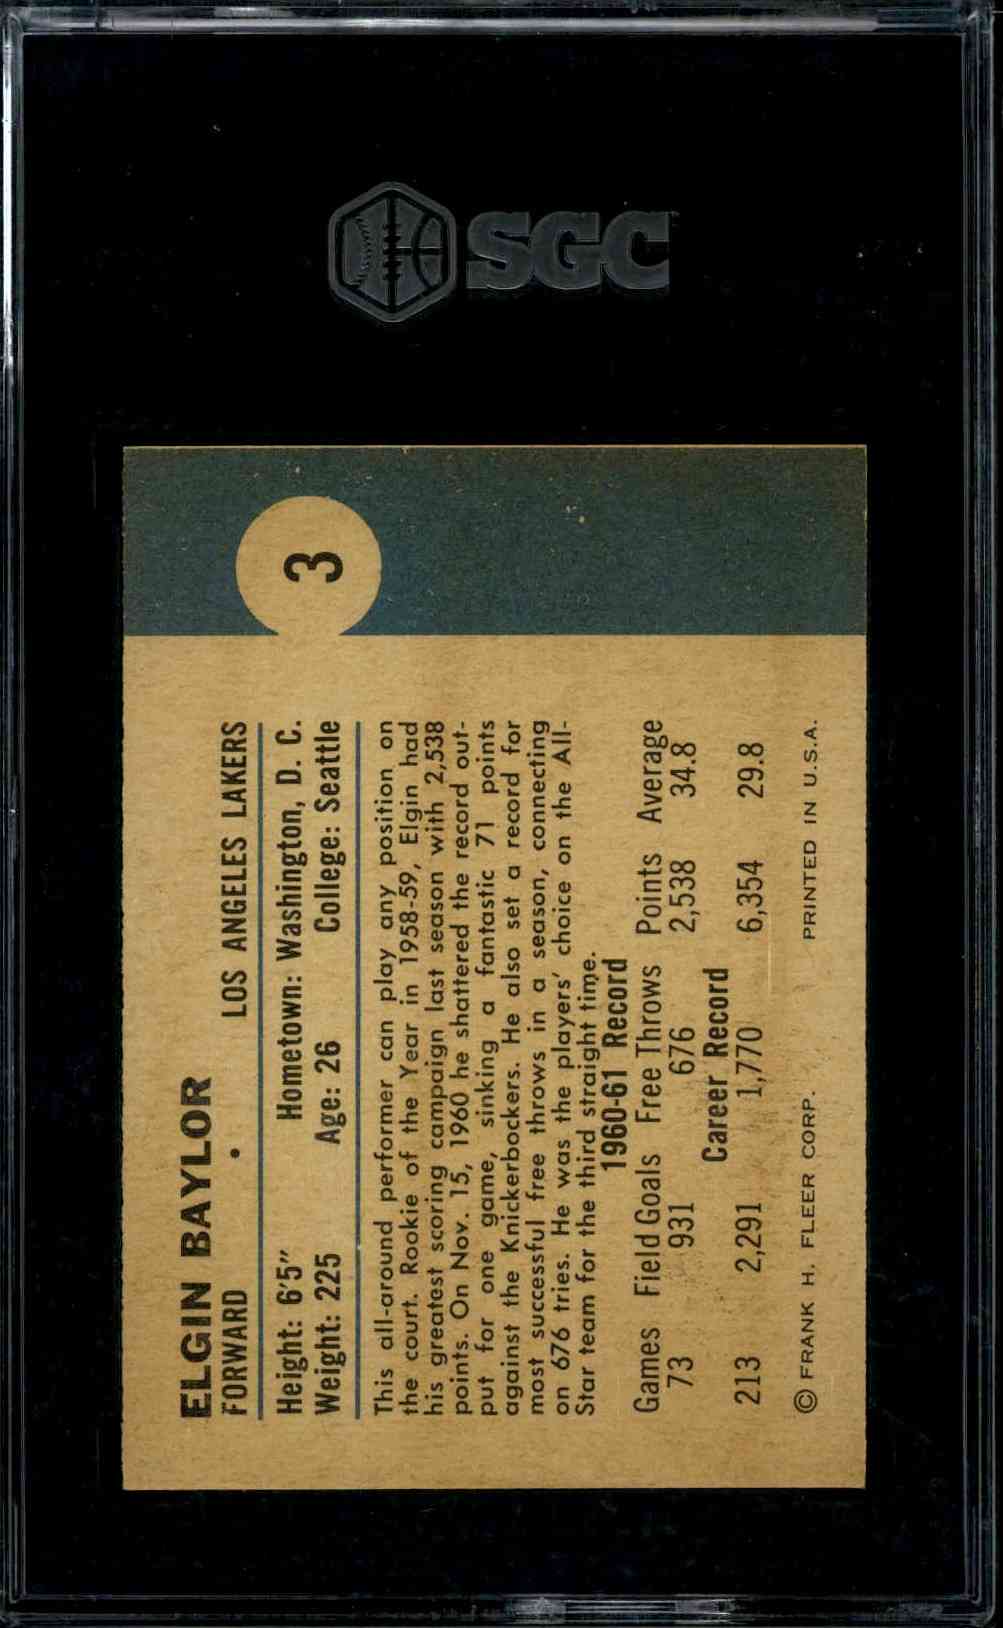 SGC
3
ELGIN BAYLOR
FORWARD • LOS ANGELES LAKERS
Height: 6'5" Hometown: Washington, D. C.
Weight: 225 Age: 26 College: Seattle
This all-around performer can play any position on
the court. Rookie of the Year in 1958-59, Elgin had
his greatest scoring campaign last season with 2,538
points. On Nov. 15, 1960 he shattered the record out-
put for one game, sinking a fantastic 71 points
against the Knickerbockers. He also set a record for
most successful free throws in a season, connecting
on 676 tries. He was the players' choice on the All-
Star team for the third straight time.
1960-61 Record
Games Field Goals Free Throws Points Average
73 931 676 2,538 34.8
Career Record
213 2,291 1,770 6,354 29.8
© FRANK H. FLEER CORP. PRINTED IN U.S.A.